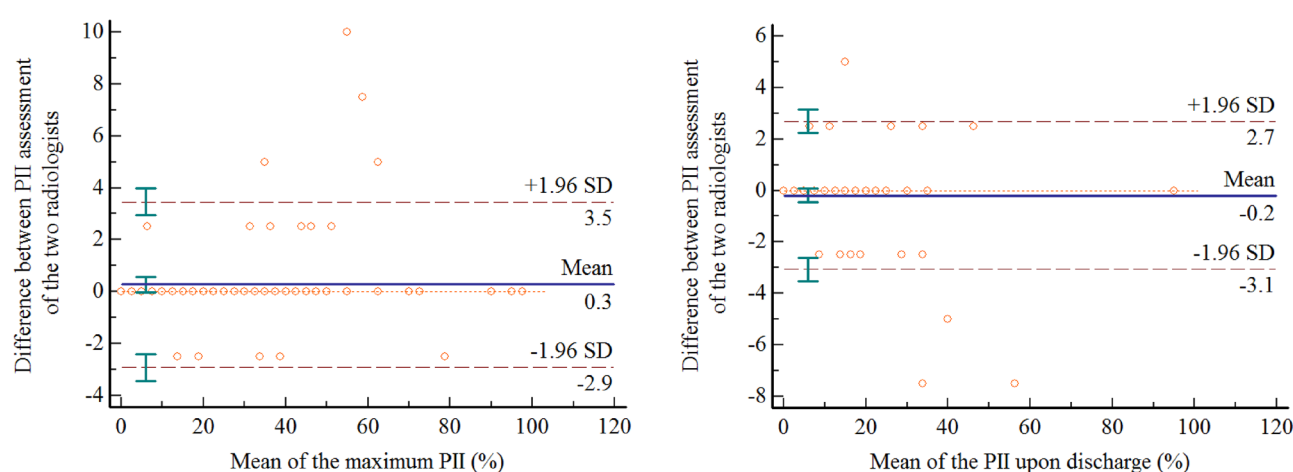 Difference between PII assessment
of the two radiologists
10
8
6
4
2
0
-2
-4
+1.96 SD
3.5
Mean
0.3
-1.96 SD
-2.9
0 20 40 60 80 100 120
Mean of the maximum PII (%)
Difference between PII assessment
of the two radiologists
6
4
2
0
-2
-4
-6
-8
+1.96 SD
2.7
Mean
-0.2
-1.96 SD
-3.1
0 20 40 60 80 100 120
Mean of the PII upon discharge (%)